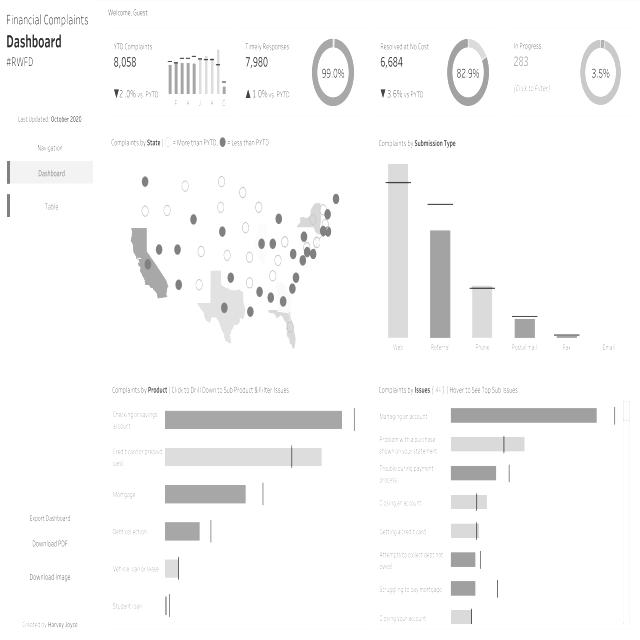 Financial Complaints
Dashboard
#RWFD
Last Updated: October 2020
Navigation
Dashboard
Table
Export Dashboard
Download PDF
Download Image
Created by Harvey Joyce
Welcome, Guest
YTD Complaints
8,058
▼2.0% vs. PYTD
F A J A O
Timely Responses
7,980
▲1.0% vs. PYTD
99.0%
Resolved at No Cost
6,684
▼3.6% vs PYTD
82.9%
In Progress
283
(Click to Filter)
3.5%
Complaints by State | = More than PYTD = Less than PYTD
Complaints by Submission Type
Web
Referral
Phone
Postal mail
Fax
Email
Complaints by Product | Click to Drill Down to Sub Product & Filter Issues
Checking or savings
account
Credit card or prepaid
card
Mortgage
Debt collection
Vehicle loan or lease
Student loan
Complaints by Issues | All | Hover to See Top Sub Issues
Managing an account
Problem with a purchase
shown on your statement
Trouble during payment
process
Closing an account
Getting a credit card
Attempts to collect debt not
owed
Struggling to pay mortgage
Closing your account